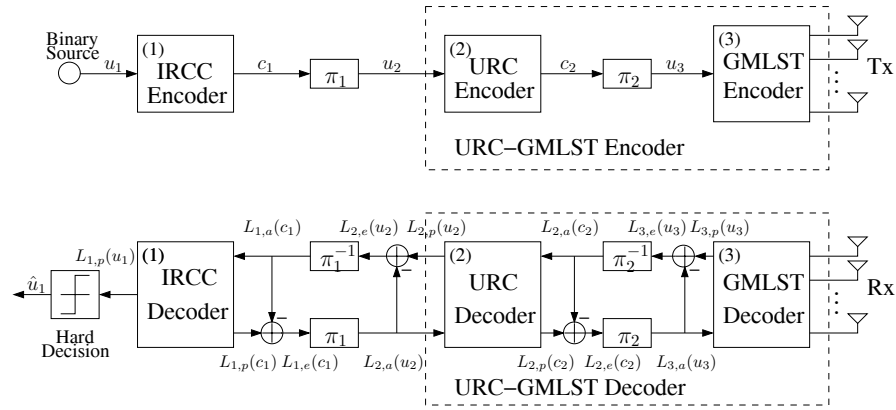 Binary
Source
u₁
(1)
IRCC
Encoder
c₁
π₁
u₂
(2)
URC
Encoder
c₂
π₂
u₃
(3)
GMLST
Encoder
Tx
URC−GMLST Encoder
L₁,ₚ(u₁)
û₁
Hard
Decision
(1)
IRCC
Decoder
L₁,ₐ(c₁)
π₁⁻¹
L₂,ₑ(u₂)
L₂,ₚ(u₂)
−
−
L₁,ₚ(c₁)
L₁,ₑ(c₁)
π₁
L₂,ₐ(u₂)
(2)
URC
Decoder
L₂,ₐ(c₂)
π₂⁻¹
L₃,ₑ(u₃)
L₃,ₚ(u₃)
−
−
L₂,ₚ(c₂)
L₂,ₑ(c₂)
π₂
L₃,ₐ(u₃)
(3)
GMLST
Decoder
Rx
URC−GMLST Decoder